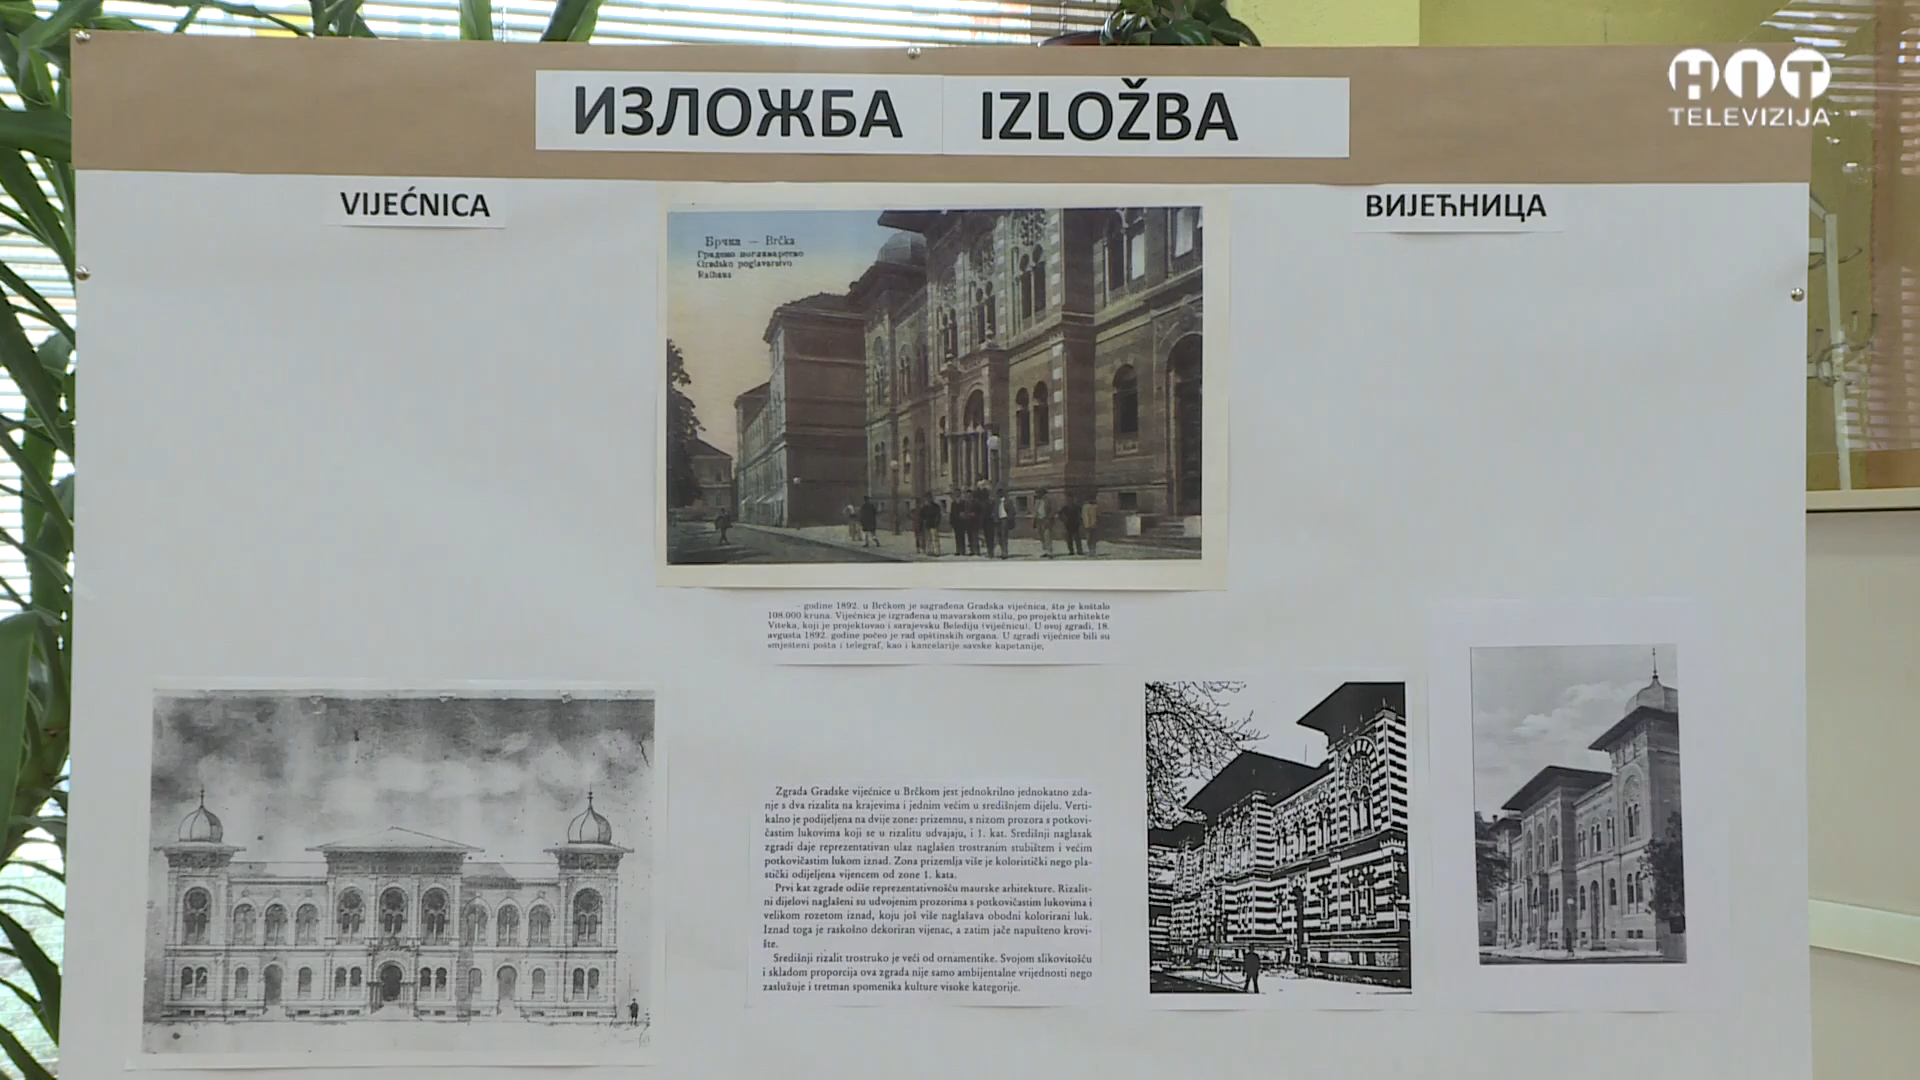 ИЗЛОЖБА IZLOŽBA
HIT
TELEVIZIJA
VIJEĆNICA
ВИЈЕЋНИЦА
Брчка — Brčka
Градско поглаварство
Gradsko poglavarstvo
Rathaus
- godine 1892. u Brčkom je sagrađena Gradska vijećnica, što je koštalo
108.000 kruna. Vijećnica je izgrađena u mavarskom stilu, po projektu arhitekte
Viteka, koji je projektovao i sarajevsku Belediju (vijećnicu). U ovoj zgradi, 18.
avgusta 1892. godine počeo je rad opštinskih organa. U zgradi vijećnice bili su
smješteni pošta i telegraf, kao i kancelarije savske kapetanije,
Zgrada Gradske vijećnice u Brčkom jest jednokrilno jednokatno zda-
nje s dva rizalita na krajevima i jednim većim u središnjem dijelu. Verti-
kalno je podijeljena na dvije zone: prizemnu, s nizom prozora s potkovi-
častim lukovima koji se u rizalitu udvajaju, i 1. kat. Središnji naglasak
zgradi daje reprezentativan ulaz naglašen trostranim stubištem i većim
potkovičastim lukom iznad. Zona prizemlja više je koloristički nego pla-
stički odijeljena vijencem od zone 1. kata.
Prvi kat zgrade odiše reprezentativnošću maurske arhitekture. Rizalit-
ni dijelovi naglašeni su udvojenim prozorima s potkovičastim lukovima i
velikom rozetom iznad, koju još više naglašava obodni kolorirani luk.
Iznad toga je raskošno dekoriran vijenac, a zatim jače napušteno krovi-
šte.
Središnji rizalit trostruko je veći od ornamentike. Svojom slikovišošću
i skladom proporcija ova zgrada nije samo ambijentalne vrijednosti nego
zaslužuje i tretman spomenika kulture visoke kategorije.